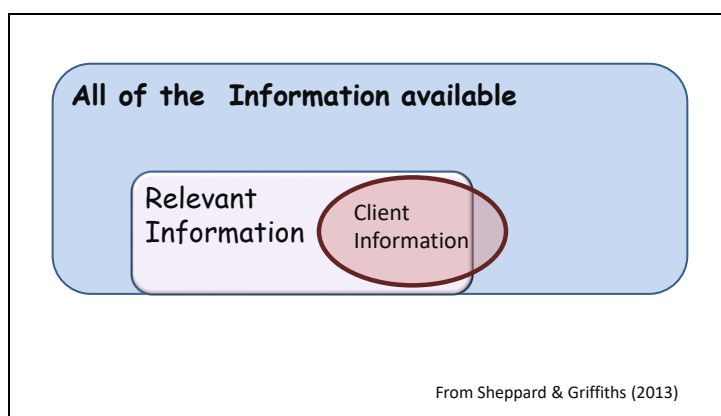 All of the Information available
Relevant
Information
Client
Information
From Sheppard & Griffiths (2013)